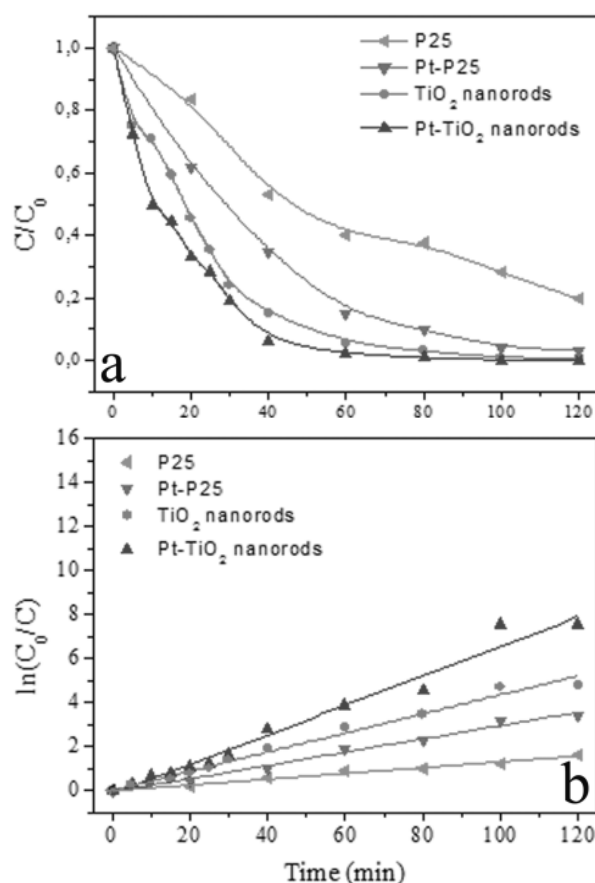 1,0
0,8
0,6
0,4
0,2
0,0
C/C₀
P25
Pt-P25
TiO₂ nanorods
Pt-TiO₂ nanorods
a
0 20 40 60 80 100 120
16
14
12
10
8
6
4
2
0
ln(C₀/C)
P25
Pt-P25
TiO₂ nanorods
Pt-TiO₂ nanorods
b
0 20 40 60 80 100 120
Time (min)